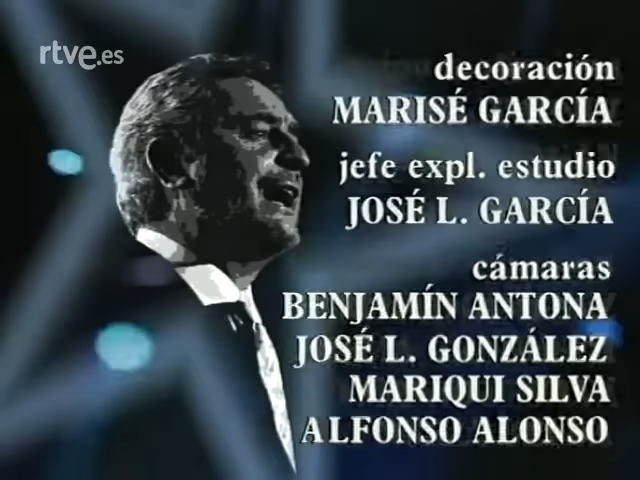 rtve.es
decoración
MARISÉ GARCÍA
jefe expl. estudio
JOSÉ L. GARCÍA
cámaras
BENJAMÍN ANTONA
JOSÉ L. GONZÁLEZ
MARIQUI SILVA
ALFONSO ALONSO